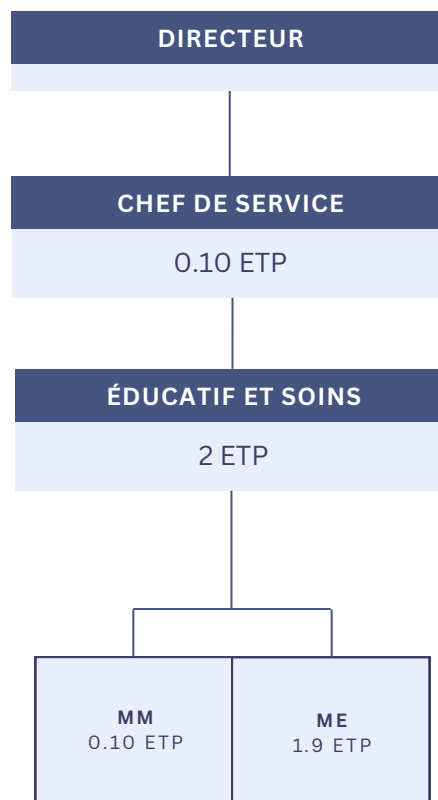 DIRECTEUR
CHEF DE SERVICE
0.10 ETP
ÉDUCATIF ET SOINS
2 ETP
MM
0.10 ETP
ME
1.9 ETP